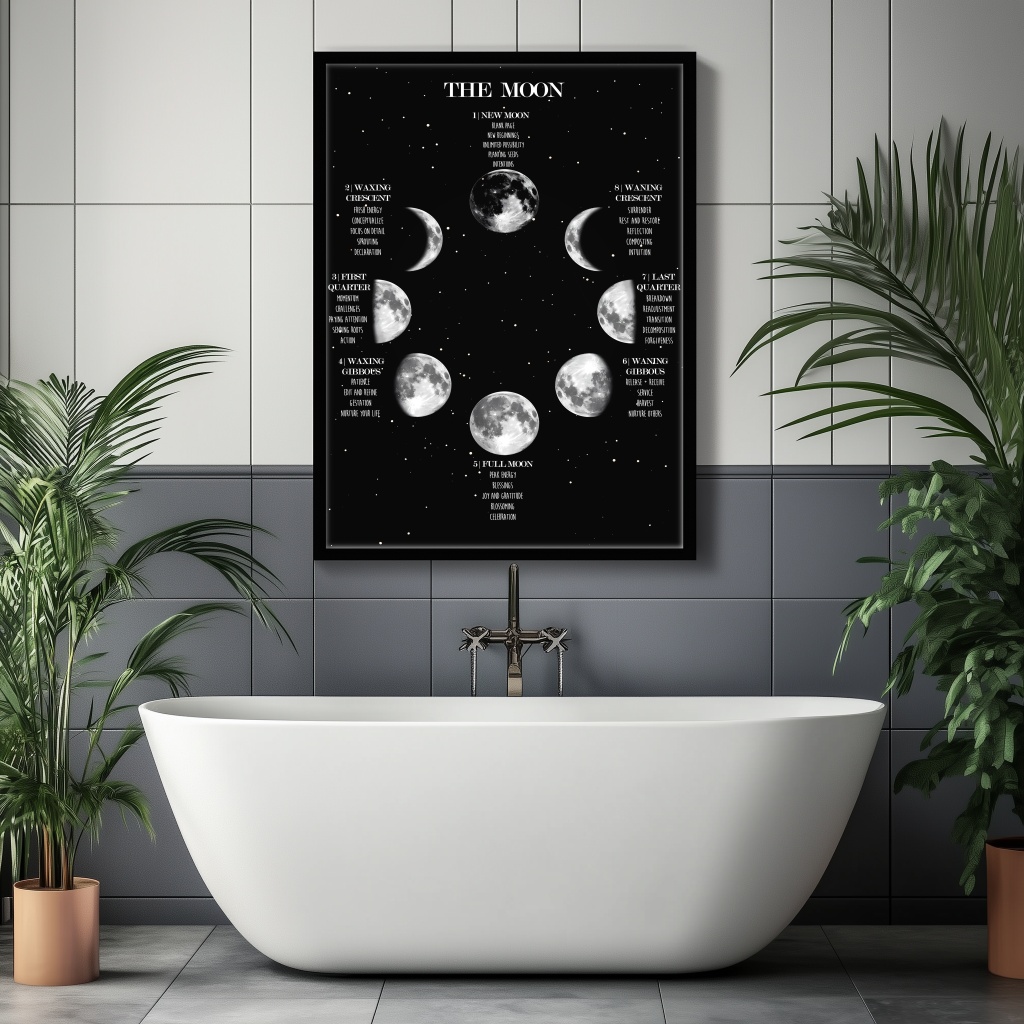 THE MOON
1| NEW MOON
BLANK PAGE
NEW BEGINNINGS
UNLIMITED POSSIBILITY
PLANTING SEEDS
INTENTIONS
2| WAXING
CRESCENT
FRESH ENERGY
CONCEPTUALIZE
FOCUS ON DETAIL
SPROUTING
DECLARATION
3| FIRST
QUARTER
MOMENTUM
CHALLENGES
PAYING ATTENTION
SENDING ROOTS
ACTION
4| WAXING
GIBBOUS
PATIENCE
EDIT AND REFINE
GESTATION
NURTURE YOUR LIFE
5| FULL MOON
PEAK ENERGY
BLESSINGS
JOY AND GRATITUDE
BLOSSOMING
CELEBRATION
6| WANING
GIBBOUS
RELEASE + RECEIVE
SERVICE
HARVEST
NURTURE OTHERS
7| LAST
QUARTER
BREAKDOWN
READJUSTMENT
TRANSITION
DECOMPOSITION
FORGIVENESS
8| WANING
CRESCENT
SURRENDER
REST AND RESTORE
REFLECTION
COMPOSTING
INTUITION